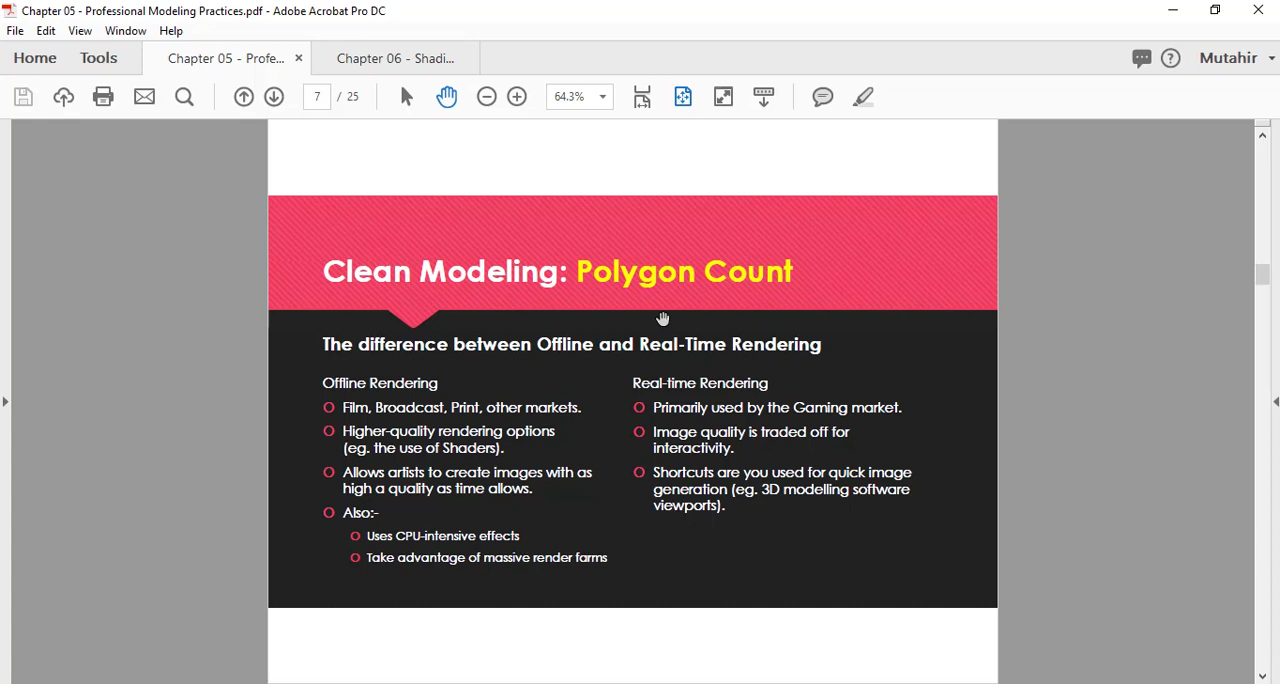 Chapter 05 - Professional Modeling Practices.pdf - Adobe Acrobat Pro DC
File Edit View Window Help
Home Tools Chapter 05 - Profe... × Chapter 06 - Shadi... Mutahir
7 / 25 64.3%
Clean Modeling: Polygon Count
The difference between Offline and Real-Time Rendering
Offline Rendering
Film, Broadcast, Print, other markets.
Higher-quality rendering options
(eg. the use of Shaders).
Allows artists to create images with as
high a quality as time allows.
Also:-
Uses CPU-intensive effects
Take advantage of massive render farms
Real-time Rendering
Primarily used by the Gaming market.
Image quality is traded off for
interactivity.
Shortcuts are you used for quick image
generation (eg. 3D modelling software
viewports).